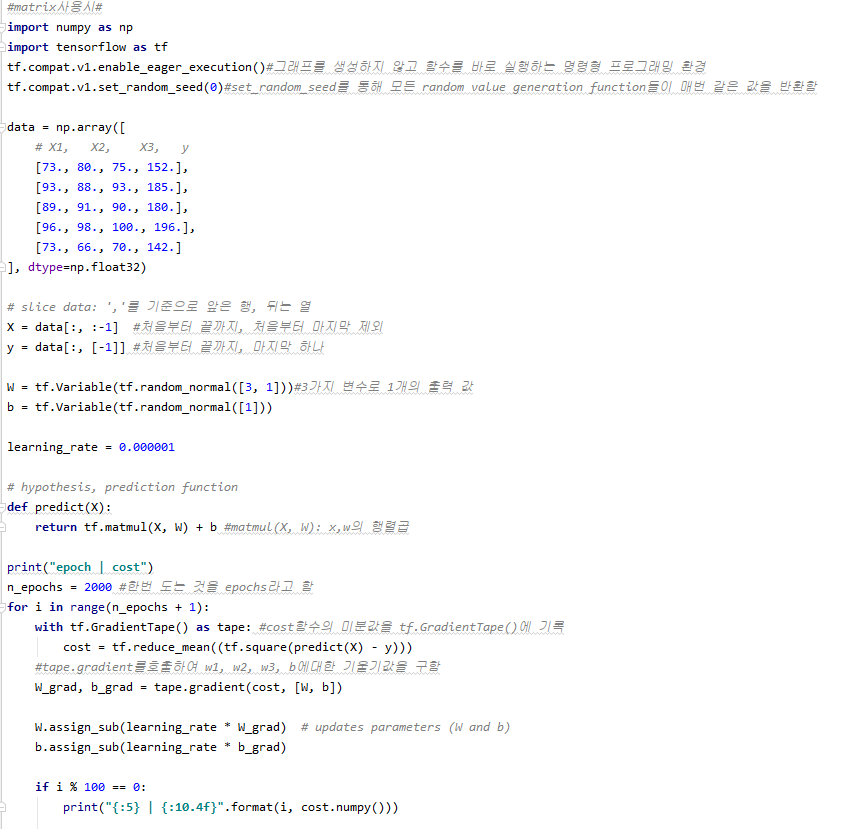 #matrix사용시#
import numpy as np
import tensorflow as tf
tf.compat.v1.enable_eager_execution()#그래프를 생성하지 않고 함수를 바로 실행하는 명령형 프로그래밍 환경
tf.compat.v1.set_random_seed(0)#set_random_seed를 통해 모든 random value generation function들이 매번 같은 값을 반환함
data = np.array([
# X1, X2, X3, y
[73., 80., 75., 152.],
[93., 88., 93., 185.],
[89., 91., 90., 180.],
[96., 98., 100., 196.],
[73., 66., 70., 142.]
], dtype=np.float32)
# slice data: ','를 기준으로 앞은 행, 뒤는 열
X = data[:, :-1] #처음부터 끝까지, 처음부터 마지막 제외
y = data[:, [-1]] #처음부터 끝까지, 마지막 하나
W = tf.Variable(tf.random_normal([3, 1]))#3가지 변수로 1개의 출력 값
b = tf.Variable(tf.random_normal([1]))
learning_rate = 0.000001
# hypothesis, prediction function
def predict(X):
return tf.matmul(X, W) + b #matmul(X, W): x,w의 행렬곱
print("epoch | cost")
n_epochs = 2000 #한번 도는 것을 epochs라고 함
for i in range(n_epochs + 1):
with tf.GradientTape() as tape: #cost함수의 미분값을 tf.GradientTape()에 기록
cost = tf.reduce_mean((tf.square(predict(X) - y)))
#tape.gradient를호출하여 w1, w2, w3, b에대한 기울기값을 구함
W_grad, b_grad = tape.gradient(cost, [W, b])
W.assign_sub(learning_rate * W_grad) # updates parameters (W and b)
b.assign_sub(learning_rate * b_grad)
if i % 100 == 0:
print("{:5} | {:10.4f}".format(i, cost.numpy()))